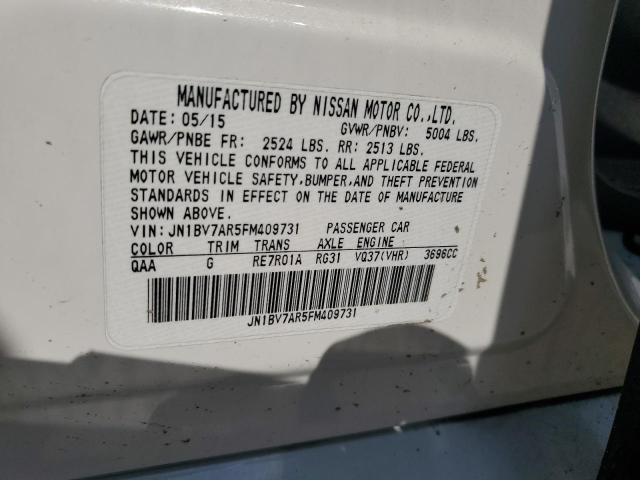 MANUFACTURED BY NISSAN MOTOR CO.,LTD.
DATE: 05/15 GVWR/PNBV: 5004 LBS.
GAWR/PNBE FR: 2524 LBS. RR: 2513 LBS.
THIS VEHICLE CONFORMS TO ALL APPLICABLE FEDERAL
MOTOR VEHICLE SAFETY,BUMPER,AND THEFT PREVENTION
STANDARDS IN EFFECT ON THE DATE OF MANUFACTURE
SHOWN ABOVE.
VIN: JN1BV7AR5FM409731 PASSENGER CAR
COLOR TRIM TRANS AXLE ENGINE
QAA G RE7R01A RG31 VQ37(VHR) 3696CC
JN1BV7AR5FM409731